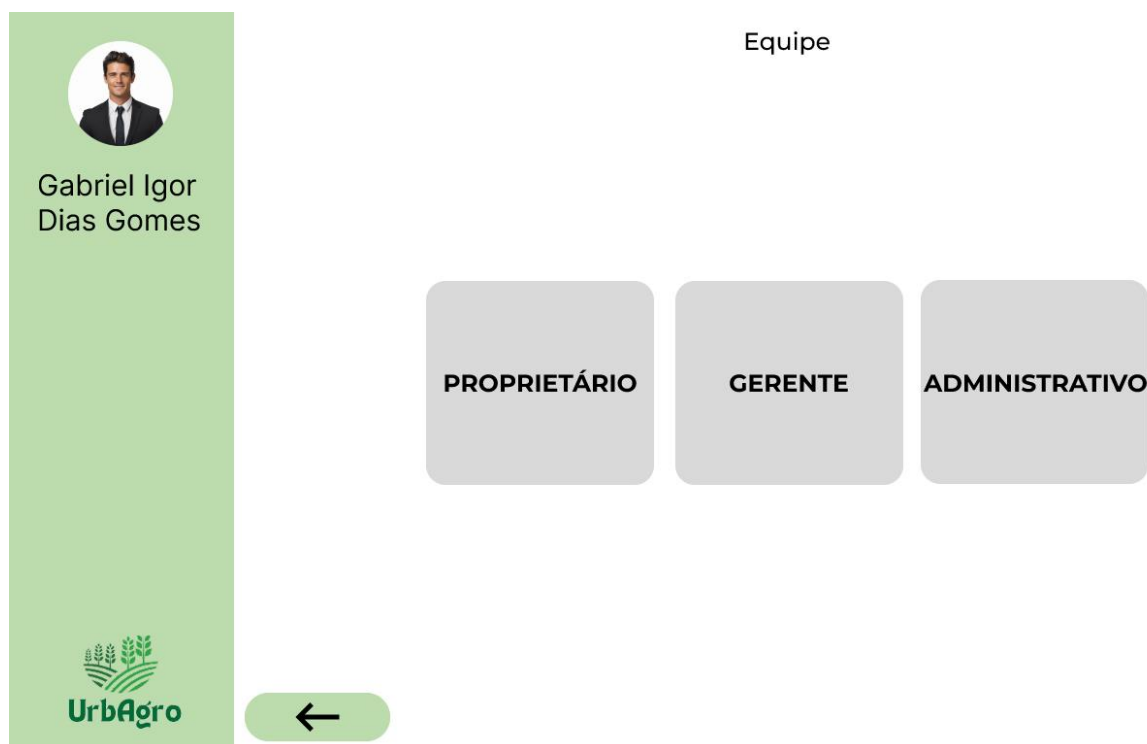 Equipe
Gabriel Igor
Dias Gomes
PROPRIETÁRIO
GERENTE
ADMINISTRATIVO
UrbAgro